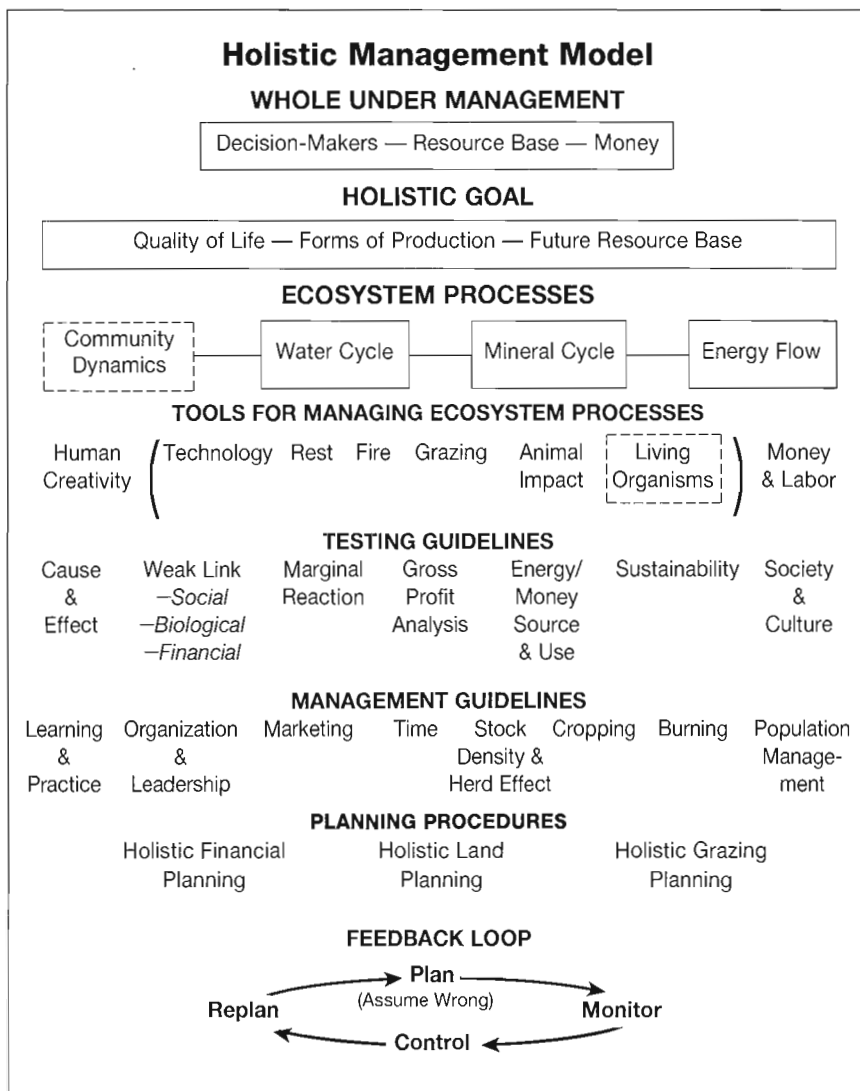 Holistic Management Model
WHOLE UNDER MANAGEMENT
Decision-Makers — Resource Base — Money
HOLISTIC GOAL
Quality of Life — Forms of Production — Future Resource Base
ECOSYSTEM PROCESSES
Community
Dynamics
Water Cycle
Mineral Cycle
Energy Flow
TOOLS FOR MANAGING ECOSYSTEM PROCESSES
Human
Creativity
(
Technology
Rest
Fire
Grazing
Animal
Impact
Living
Organisms
)
Money
& Labor
TESTING GUIDELINES
Cause
&
Effect
Weak Link
–Social
–Biological
–Financial
Marginal
Reaction
Gross
Profit
Analysis
Energy/
Money
Source
& Use
Sustainability
Society
&
Culture
MANAGEMENT GUIDELINES
Learning
&
Practice
Organization
&
Leadership
Marketing
Time
Stock
Density &
Herd Effect
Cropping
Burning
Population
Manage-
ment
PLANNING PROCEDURES
Holistic Financial
Planning
Holistic Land
Planning
Holistic Grazing
Planning
FEEDBACK LOOP
Plan
(Assume Wrong)
Replan
Monitor
Control